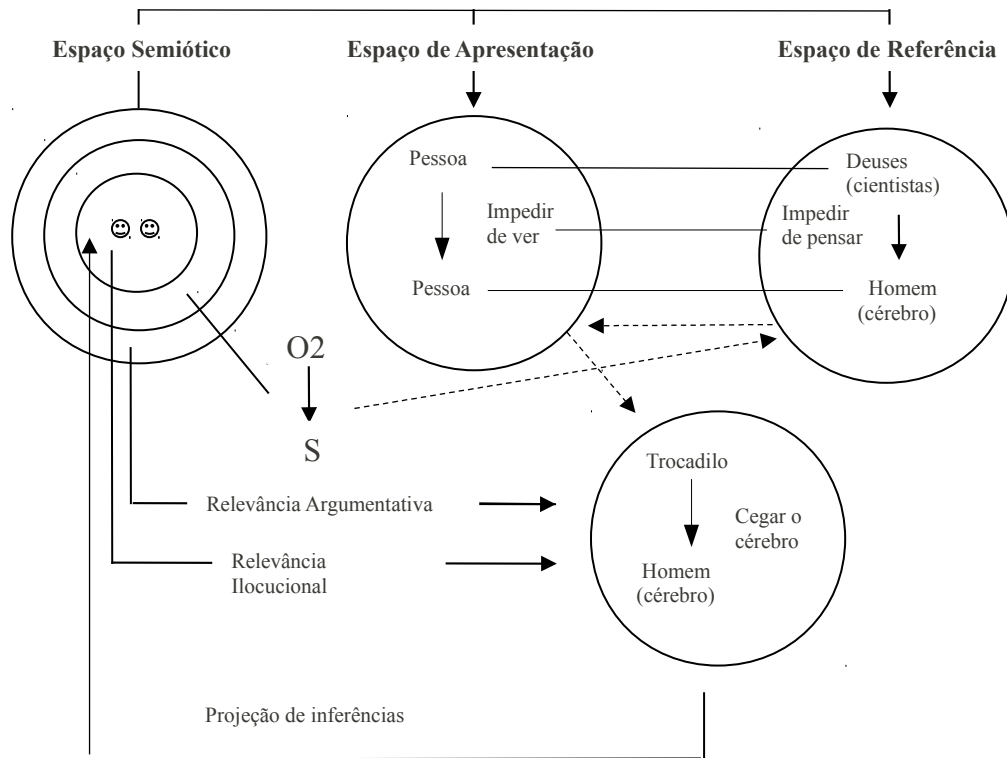 Espaço Semiótico
Espaço de Apresentação
Espaço de Referência
Pessoa
Impedir
de ver
Pessoa
Deuses
(cientistas)
Impedir
de pensar
Homem
(cérebro)
O2
S
Relevância Argumentativa
Relevância
Ilocucional
Trocadilo
Cegar o
cérebro
Homem
(cérebro)
Projeção de inferências